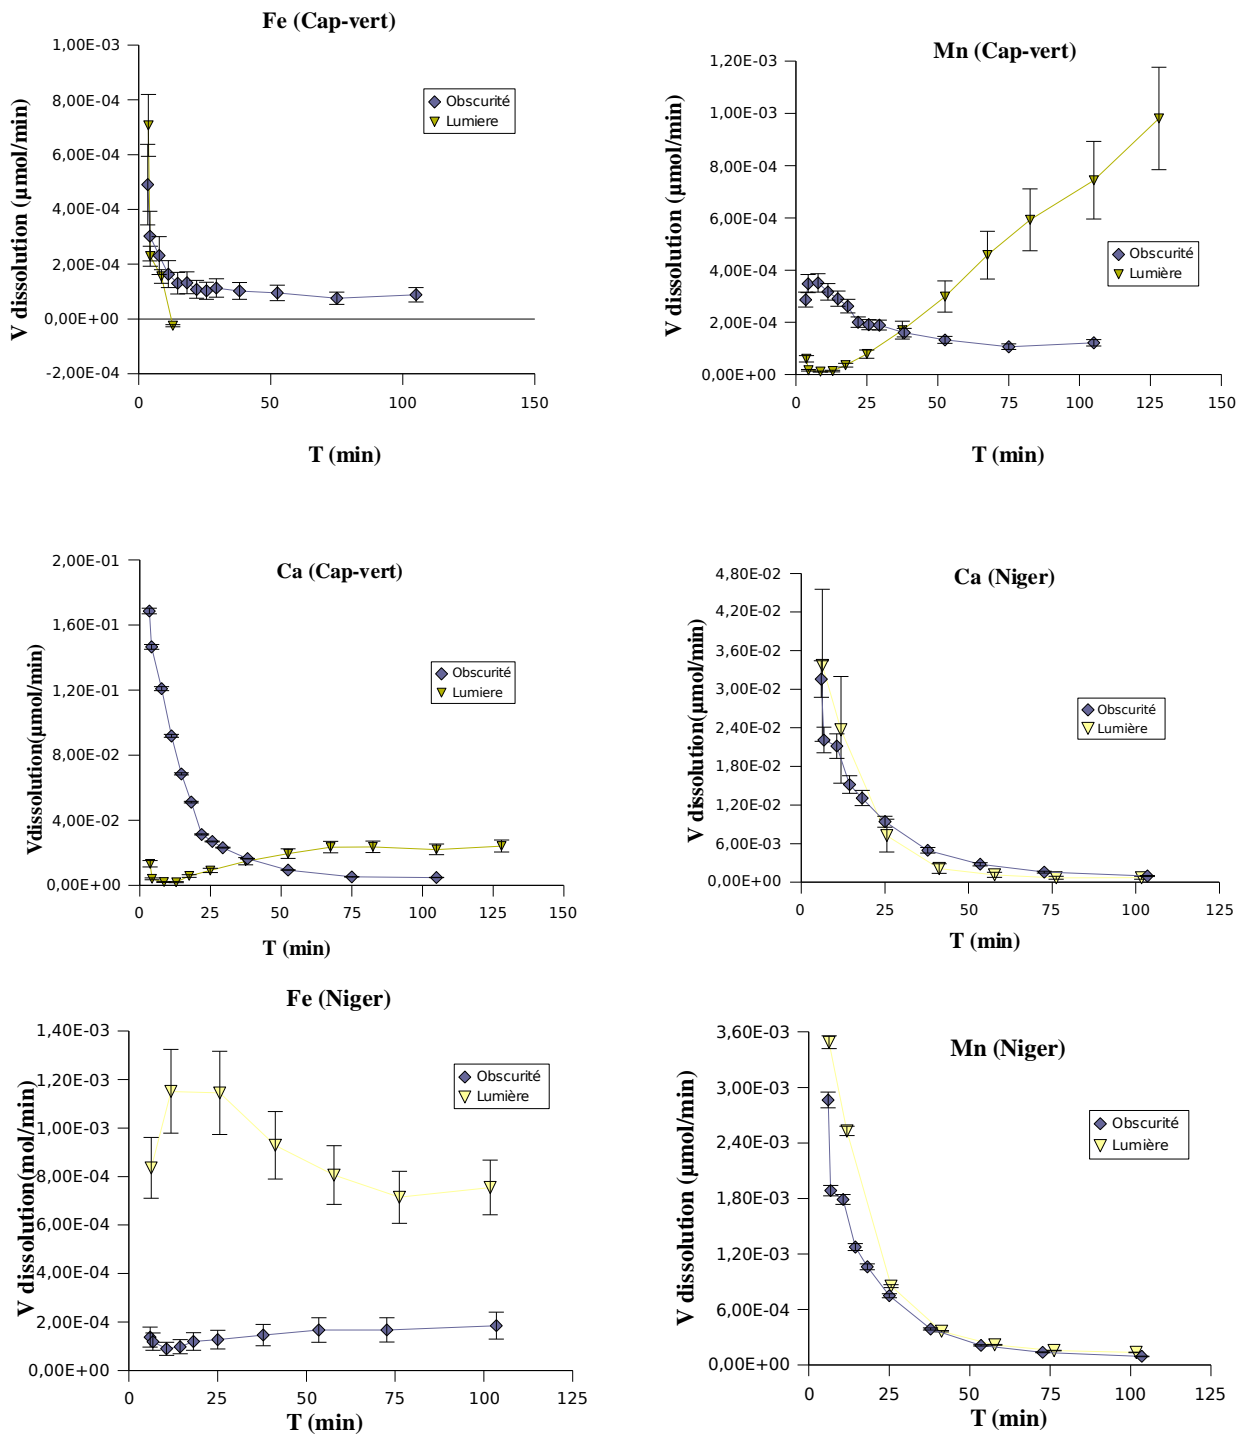 Fe (Cap-vert)
V dissolution (µmol/min)
1,00E-03
8,00E-04
6,00E-04
4,00E-04
2,00E-04
0,00E+00
-2,00E-04
0 50 100 150
T (min)
Obscurité
Lumiere
Mn (Cap-vert)
V dissolution (µmol/min)
1,20E-03
1,00E-03
8,00E-04
6,00E-04
4,00E-04
2,00E-04
0,00E+00
0 25 50 75 100 125 150
T (min)
Obscurité
Lumière
Ca (Cap-vert)
Vdissolution(µmol/min)
2,00E-01
1,60E-01
1,20E-01
8,00E-02
4,00E-02
0,00E+00
0 25 50 75 100 125 150
T (min)
Obscurité
Lumiere
Ca (Niger)
V dissolution(µmol/min)
4,80E-02
4,20E-02
3,60E-02
3,00E-02
2,40E-02
1,80E-02
1,20E-02
6,00E-03
0,00E+00
0 25 50 75 100 125
T (min)
Obscurité
Lumière
Fe (Niger)
V dissolution(mol/min)
1,40E-03
1,20E-03
1,00E-03
8,00E-04
6,00E-04
4,00E-04
2,00E-04
0,00E+00
0 25 50 75 100 125
T (min)
Obscurité
Lumière
Mn (Niger)
V dissolution (µmol/min)
3,60E-03
3,00E-03
2,40E-03
1,80E-03
1,20E-03
6,00E-04
0,00E+00
0 25 50 75 100 125
T (min)
Obscurité
Lumière